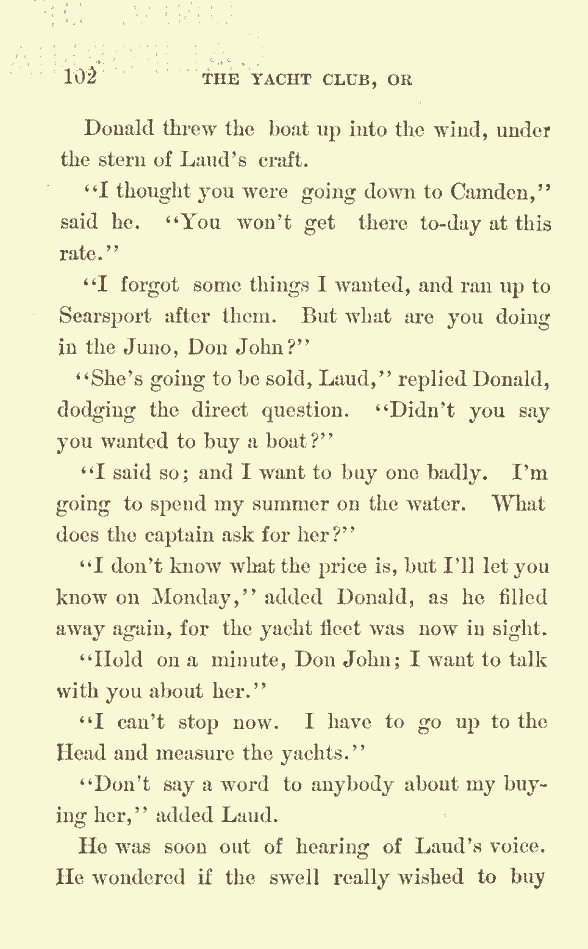 102 THE YACHT CLUB, OR
Donald threw the boat up into the wind, under
the stern of Laud's craft.
"I thought you were going down to Camden,"
said he. "You won't get there to-day at this
rate."
"I forgot some things I wanted, and ran up to
Searsport after them. But what are you doing
in the Juno, Don John?"
"She's going to be sold, Laud," replied Donald,
dodging the direct question. "Didn't you say
you wanted to buy a boat?"
"I said so; and I want to buy one badly. I'm
going to spend my summer on the water. What
does the captain ask for her?"
"I don't know what the price is, but I'll let you
know on Monday," added Donald, as he filled
away again, for the yacht fleet was now in sight.
"Hold on a minute, Don John; I want to talk
with you about her."
"I can't stop now. I have to go up to the
Head and measure the yachts."
"Don't say a word to anybody about my buy-
ing her," added Laud.
He was soon out of hearing of Laud's voice.
He wondered if the swell really wished to buy